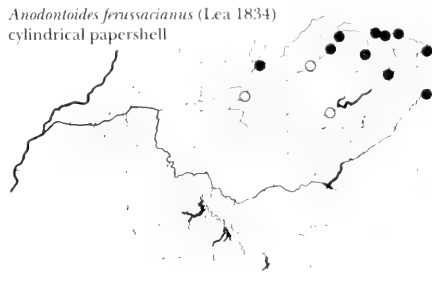 Anodontoides ferussacianus (Lea 1834)
cylindrical papershell